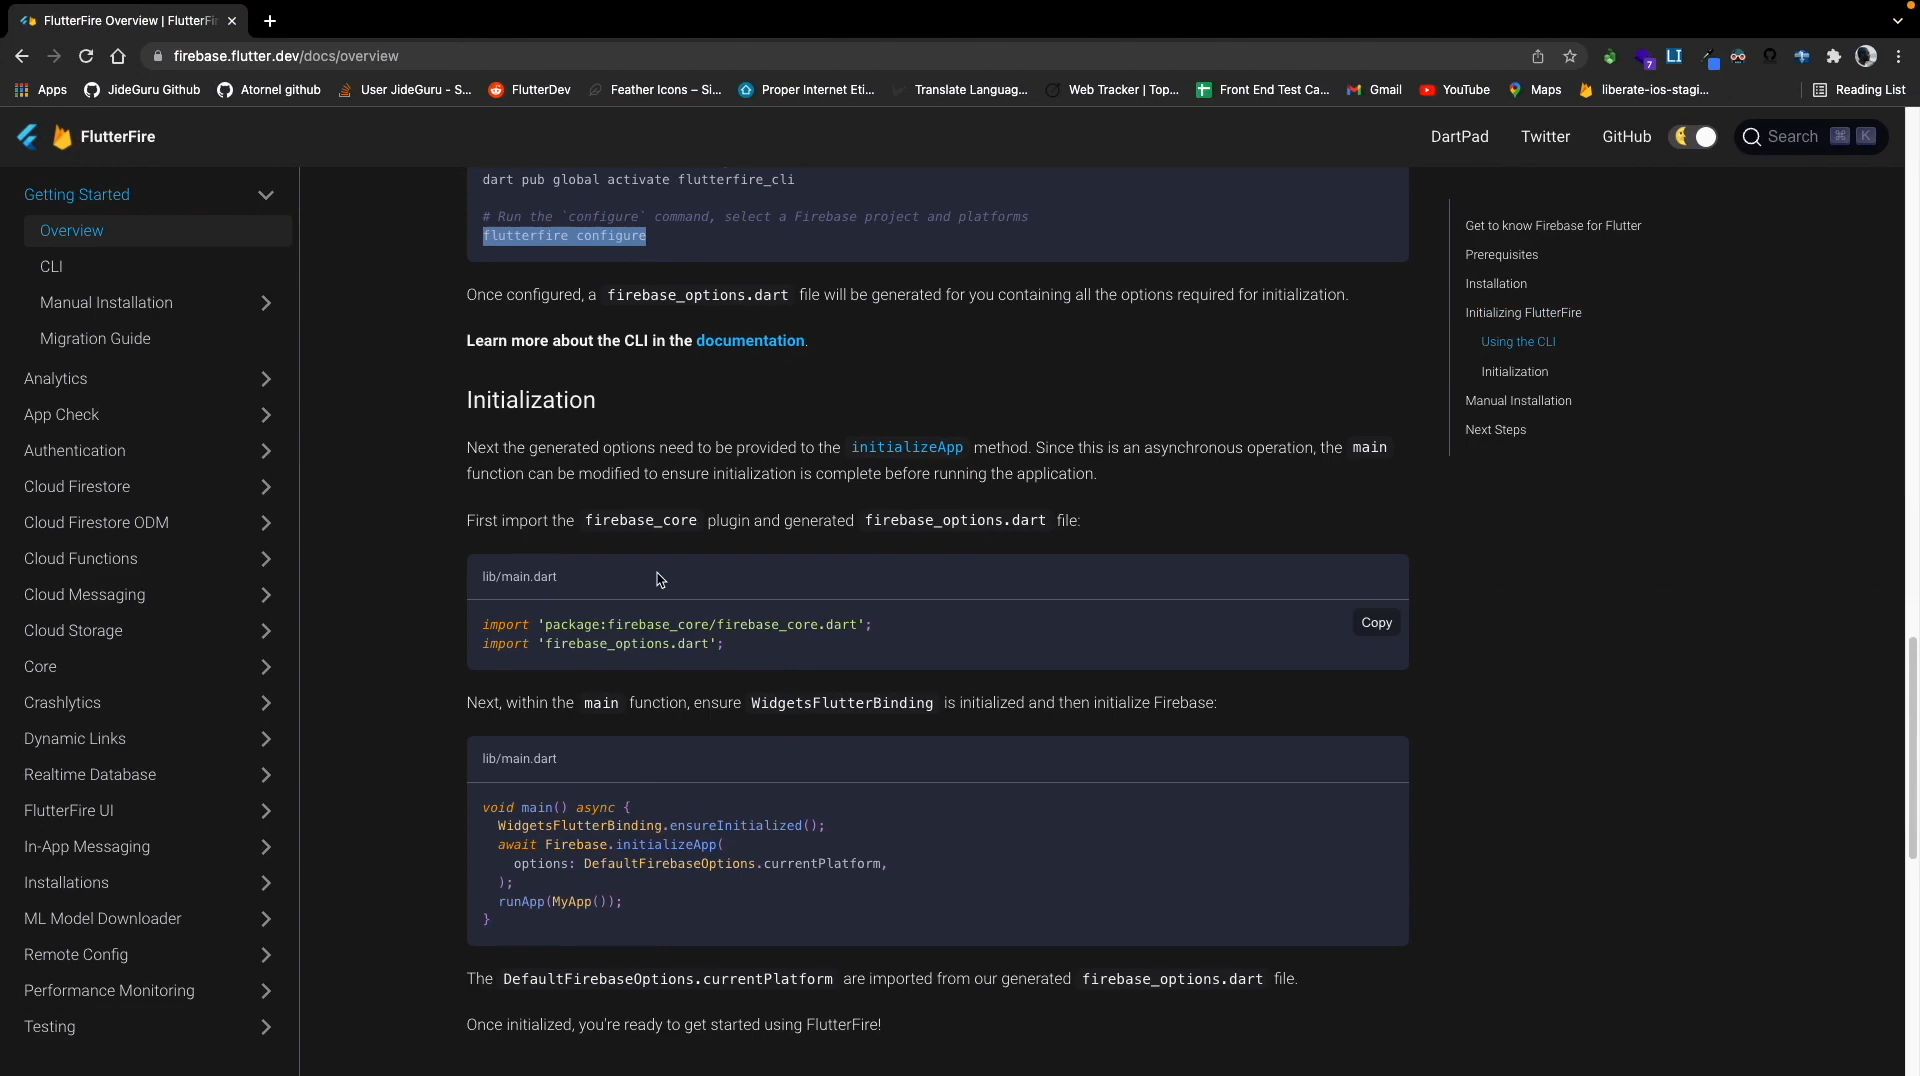 FlutterFire Overview | FlutterFi
firebase.flutter.dev/docs/overview
7
LI
Apps
JideGuru Github
Atornel github
User JideGuru - S...
FlutterDev
Feather Icons – Si...
Proper Internet Eti...
Translate Languag...
Web Tracker | Top...
Front End Test Ca...
Gmail
YouTube
Maps
liberate-ios-stagi...
Reading List
FlutterFire
DartPad
Twitter
GitHub
Search ⌘ K
Getting Started
Overview
CLI
Manual Installation
Migration Guide
Analytics
App Check
Authentication
Cloud Firestore
Cloud Firestore ODM
Cloud Functions
Cloud Messaging
Cloud Storage
Core
Crashlytics
Dynamic Links
Realtime Database
FlutterFire UI
In-App Messaging
Installations
ML Model Downloader
Remote Config
Performance Monitoring
Testing
dart pub global activate flutterfire_cli
# Run the `configure` command, select a Firebase project and platforms
flutterfire configure
Once configured, a firebase_options.dart file will be generated for you containing all the options required for initialization.
Learn more about the CLI in the documentation.
Initialization
Next the generated options need to be provided to the initializeApp method. Since this is an asynchronous operation, the main
function can be modified to ensure initialization is complete before running the application.
First import the firebase_core plugin and generated firebase_options.dart file:
lib/main.dart
import 'package:firebase_core/firebase_core.dart';
import 'firebase_options.dart';
Copy
Next, within the main function, ensure WidgetsFlutterBinding is initialized and then initialize Firebase:
lib/main.dart
void main() async {
WidgetsFlutterBinding.ensureInitialized();
await Firebase.initializeApp(
options: DefaultFirebaseOptions.currentPlatform,
);
runApp(MyApp());
}
The DefaultFirebaseOptions.currentPlatform are imported from our generated firebase_options.dart file.
Once initialized, you're ready to get started using FlutterFire!
Get to know Firebase for Flutter
Prerequisites
Installation
Initializing FlutterFire
Using the CLI
Initialization
Manual Installation
Next Steps